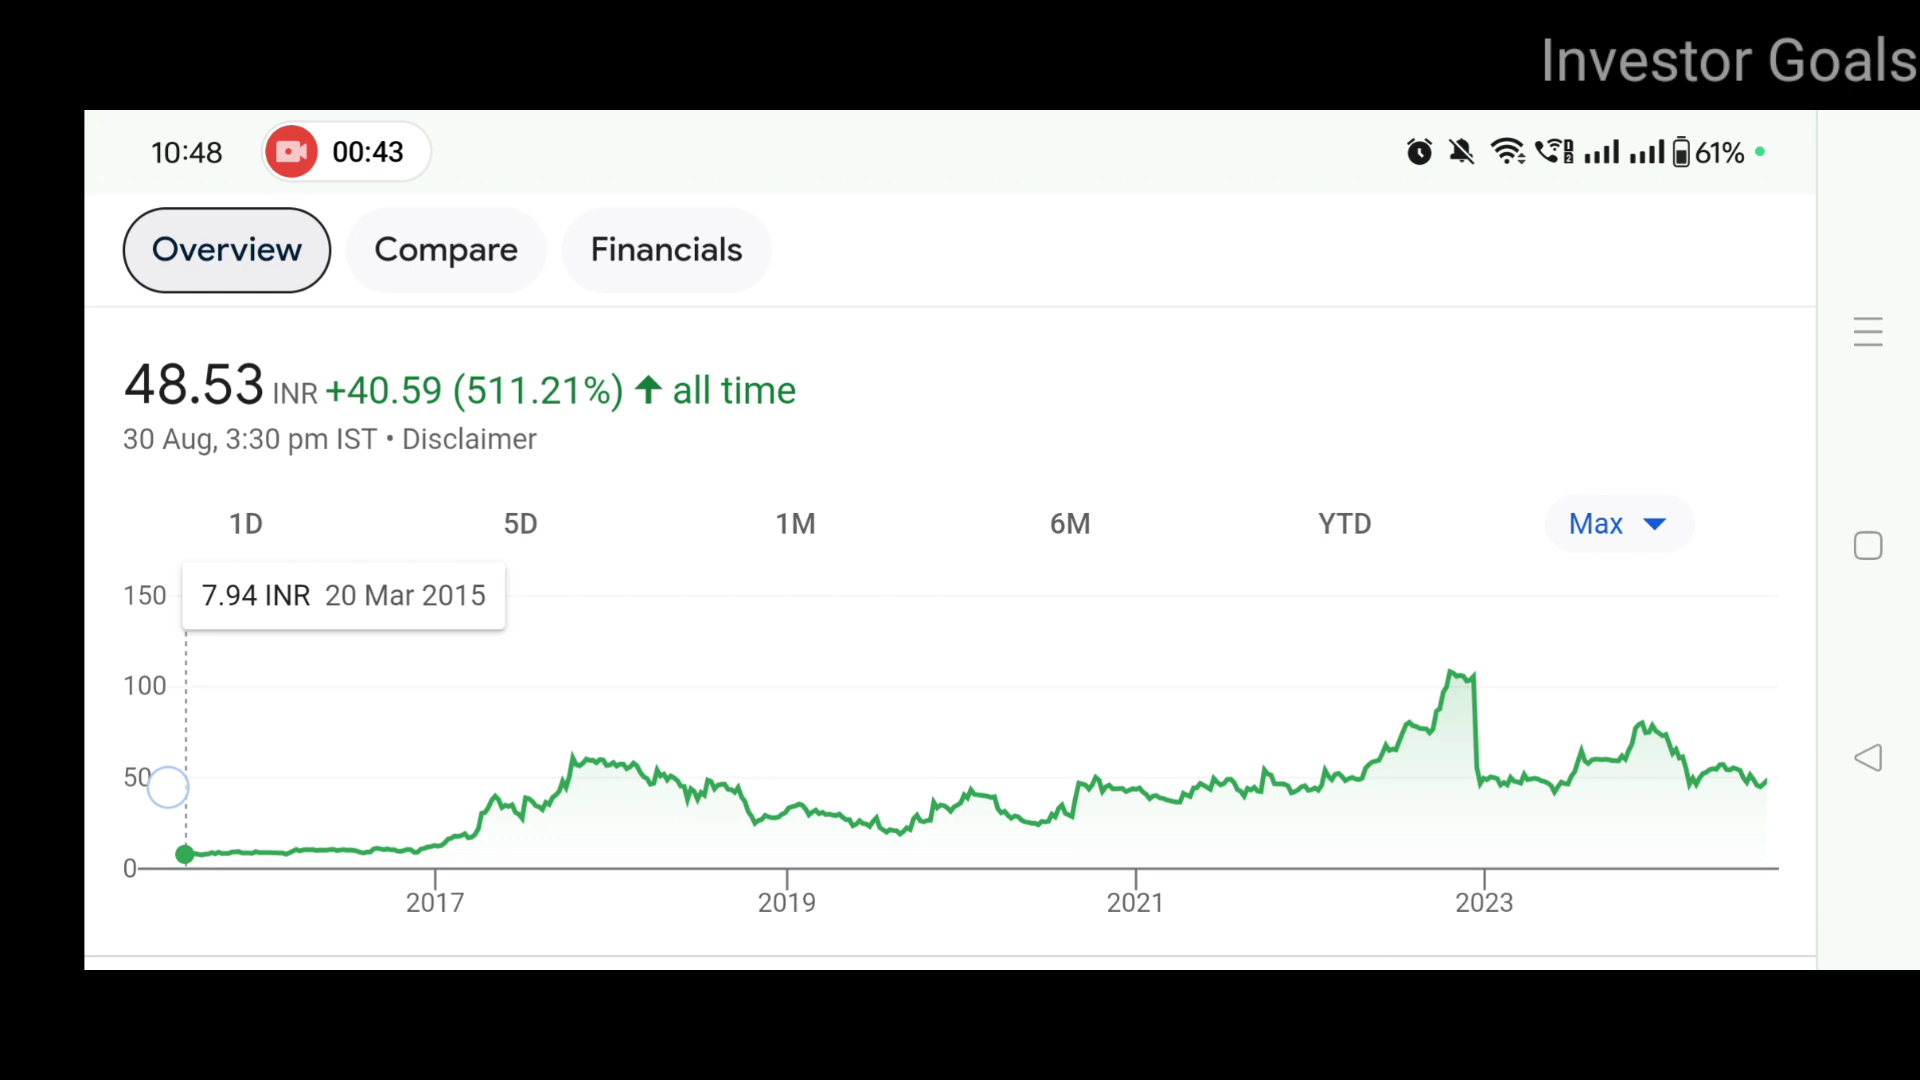 Investor Goals
10:48 00:43 61%
Overview Compare Financials
48.53 INR +40.59 (511.21%) ↑ all time
30 Aug, 3:30 pm IST • Disclaimer
1D 5D 1M 6M YTD Max
150 7.94 INR 20 Mar 2015
100
50
0
2017 2019 2021 2023